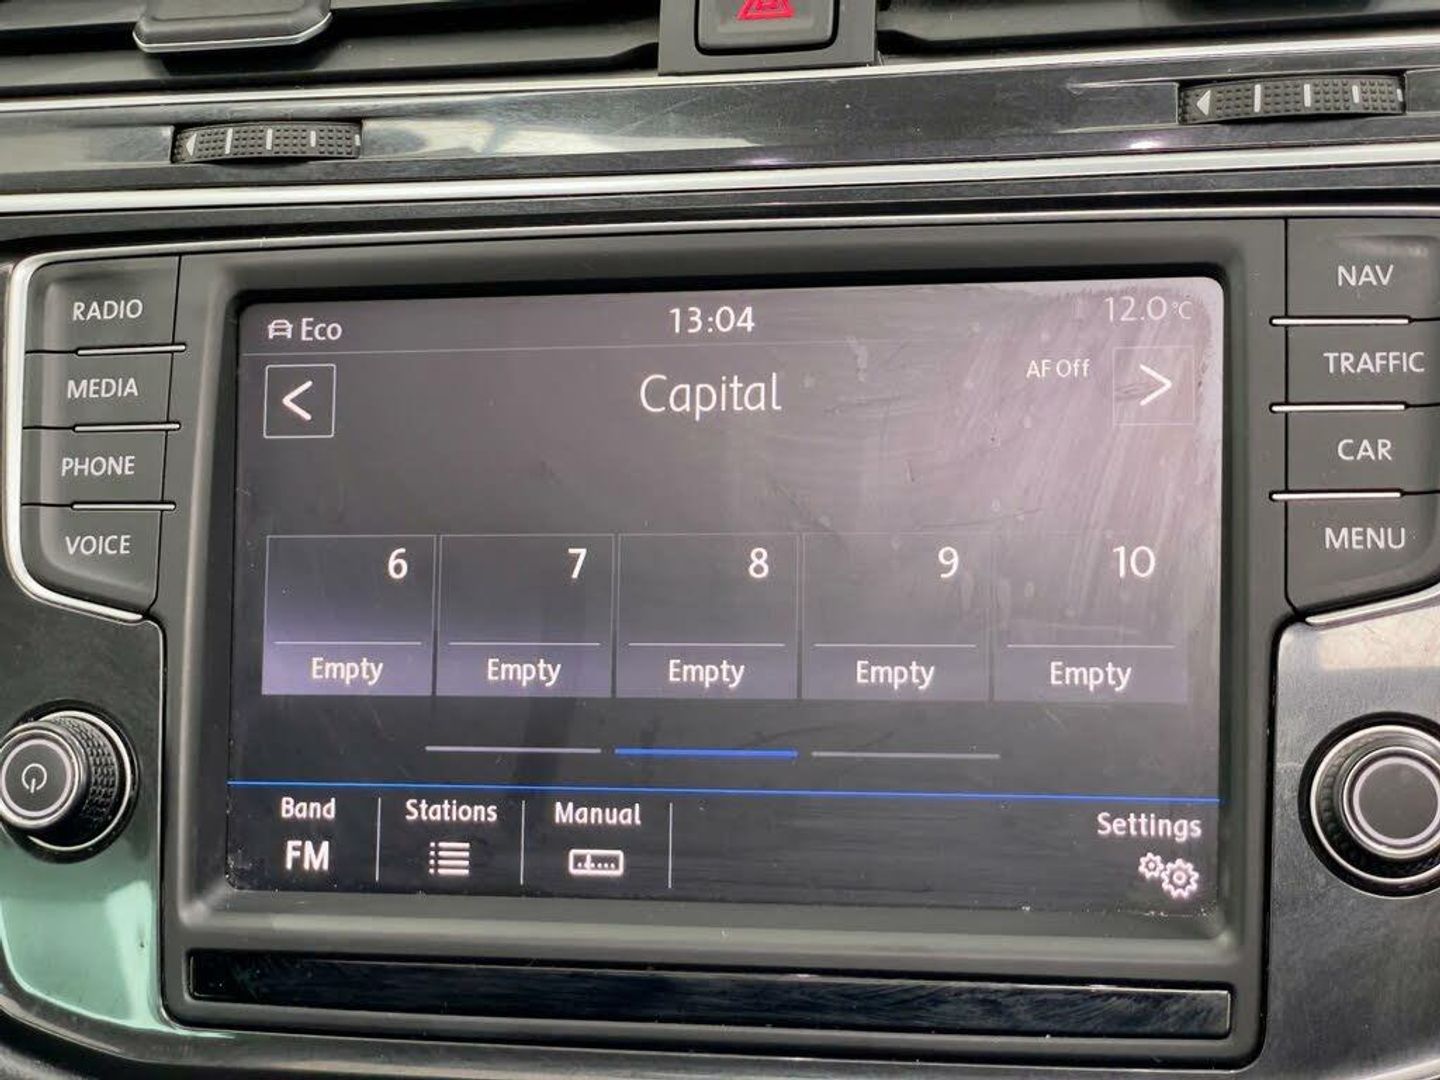 RADIO
MEDIA
PHONE
VOICE
Eco
13:04
12.0°C
AF Off
Capital
6
7
8
9
10
Empty
Empty
Empty
Empty
Empty
Band
FM
Stations
Manual
Settings
NAV
TRAFFIC
CAR
MENU